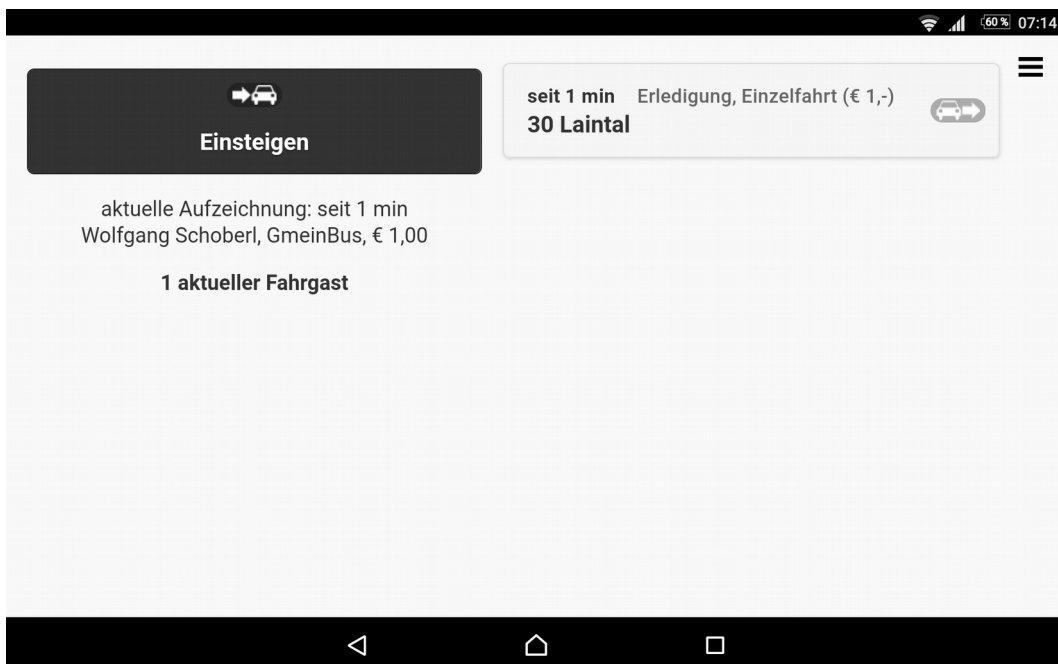 60 % 07:14
Einsteigen
aktuelle Aufzeichnung: seit 1 min
Wolfgang Schoberl, GmeinBus, € 1,00
1 aktueller Fahrgast
seit 1 min Erledigung, Einzelfahrt (€ 1,-)
30 Laintal